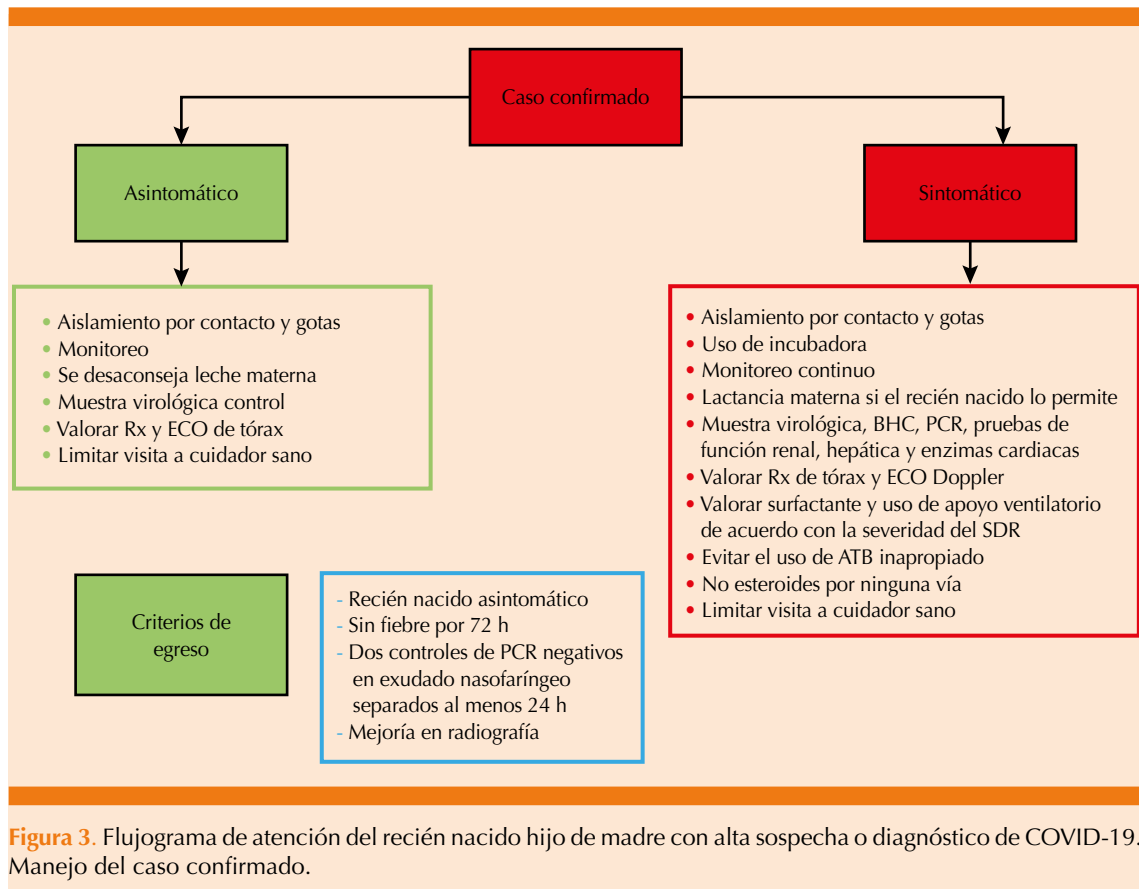 Caso confirmado
Asintomático
Sintomático
• Aislamiento por contacto y gotas
• Monitoreo
• Se desaconseja leche materna
• Muestra virológica control
• Valorar Rx y ECO de tórax
• Limitar visita a cuidador sano
• Aislamiento por contacto y gotas
• Uso de incubadora
• Monitoreo continuo
• Lactancia materna si el recién nacido lo permite
• Muestra virológica, BHC, PCR, pruebas de
función renal, hepática y enzimas cardiacas
• Valorar Rx de tórax y ECO Doppler
• Valorar surfactante y uso de apoyo ventilatorio
de acuerdo con la severidad del SDR
• Evitar el uso de ATB inapropiado
• No esteroides por ninguna vía
• Limitar visita a cuidador sano
Criterios de
egreso
- Recién nacido asintomático
- Sin fiebre por 72 h
- Dos controles de PCR negativos
en exudado nasofaríngeo
separados al menos 24 h
- Mejoría en radiografía
Figura 3. Flujograma de atención del recién nacido hijo de madre con alta sospecha o diagnóstico de COVID-19.
Manejo del caso confirmado.